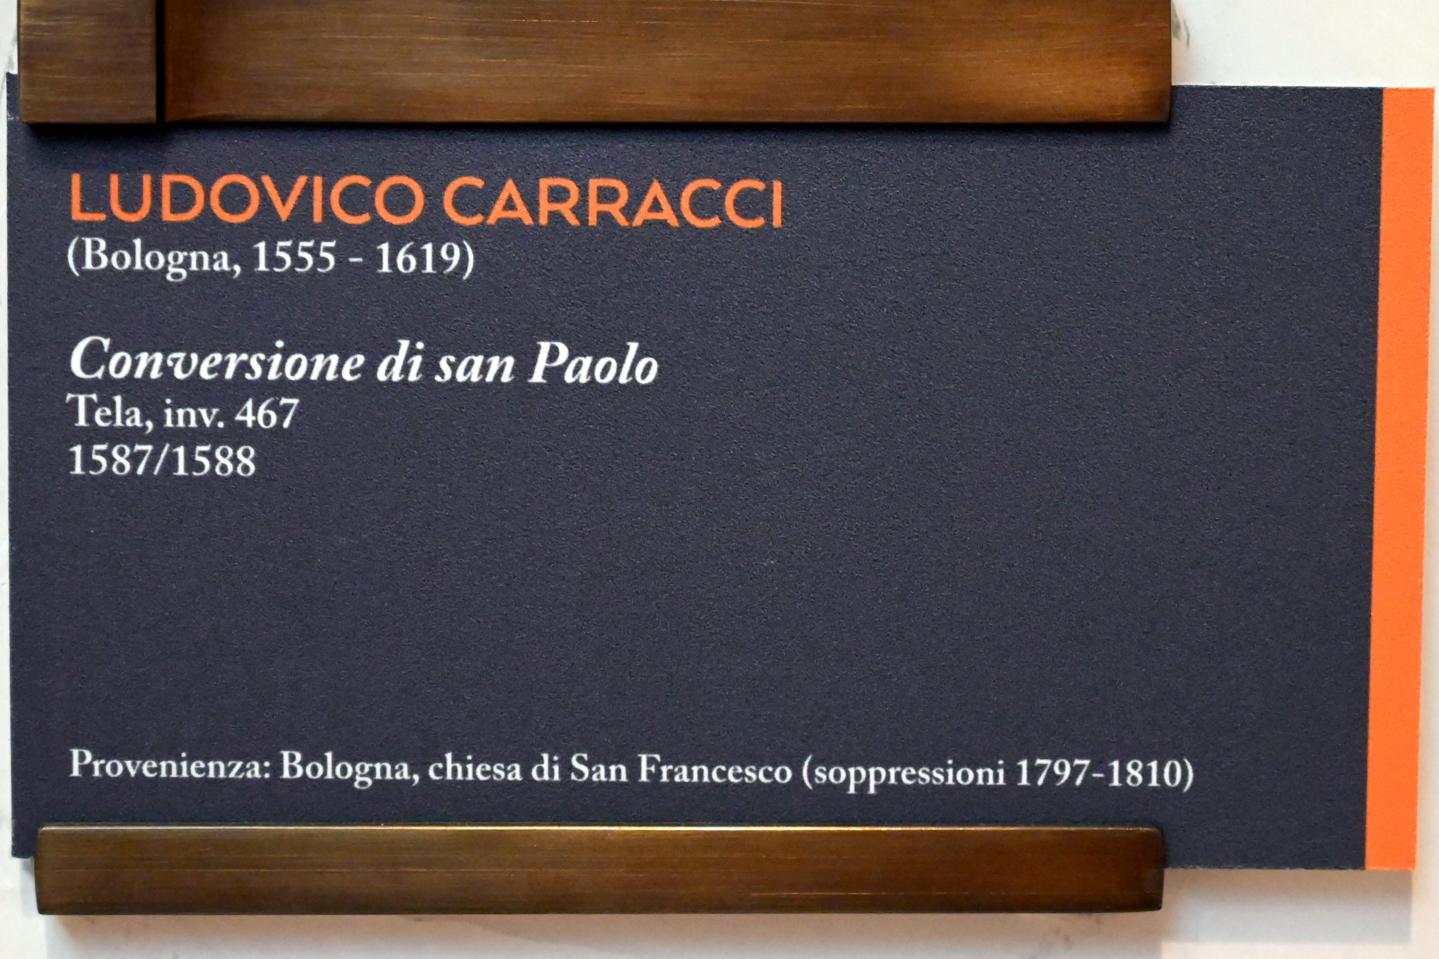 LUDOVICO CARRACCI
(Bologna, 1555 - 1619)
Conversione di san Paolo
Tela, inv. 467
1587/1588
Provenienza: Bologna, chiesa di San Francesco (soppressioni 1797-1810)